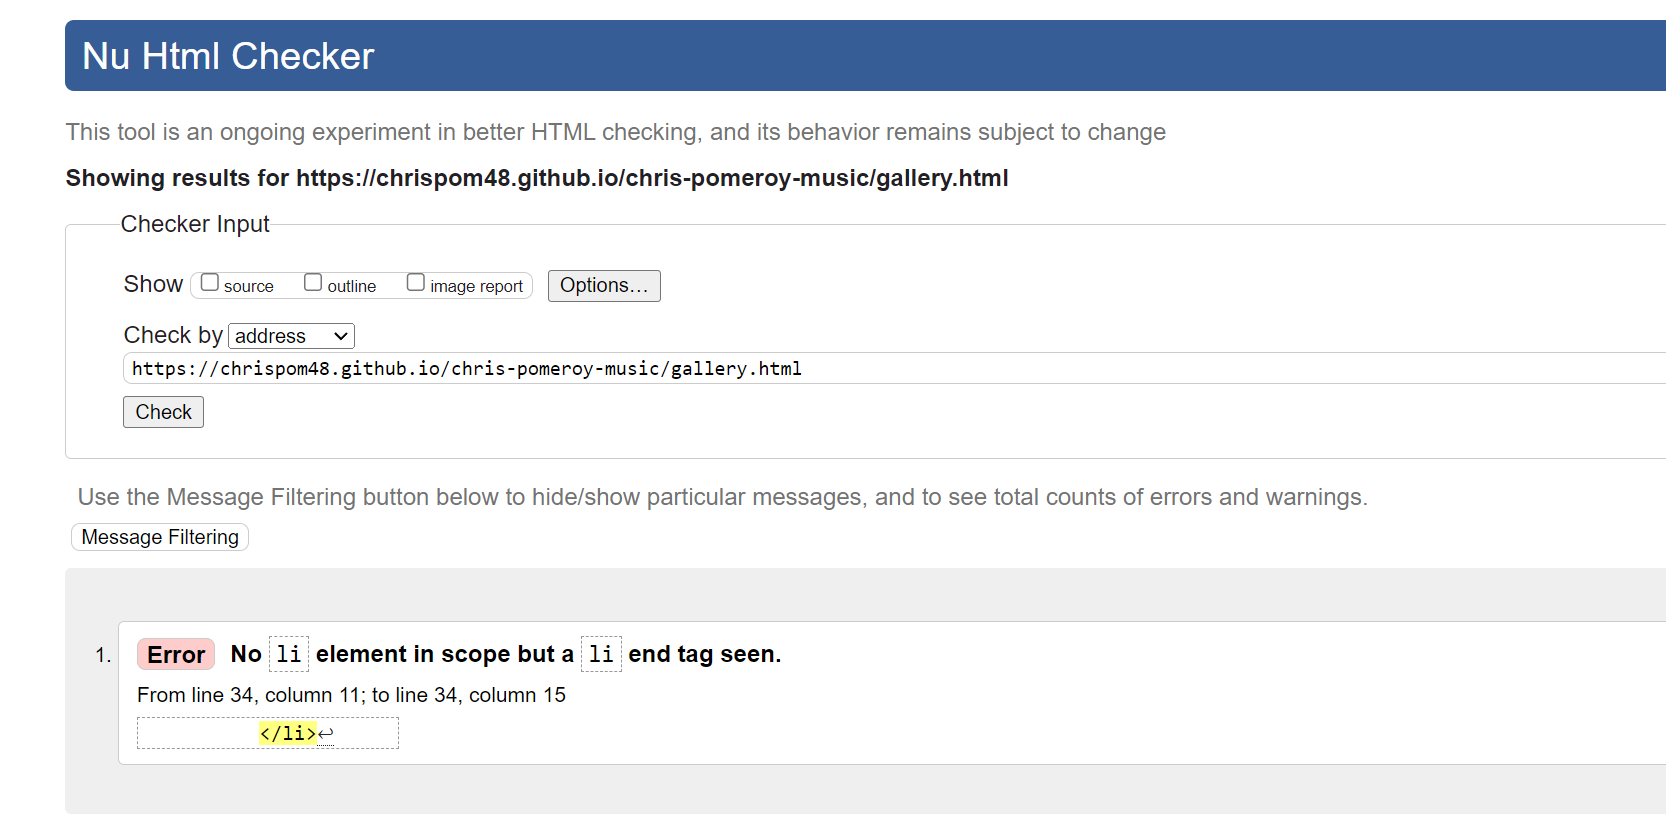 Nu Html Checker
This tool is an ongoing experiment in better HTML checking, and its behavior remains subject to change
Showing results for https://chrispom48.github.io/chris-pomeroy-music/gallery.html
Checker Input
Show source outline image report Options...
Check by address
https://chrispom48.github.io/chris-pomeroy-music/gallery.html
Check
Use the Message Filtering button below to hide/show particular messages, and to see total counts of errors and warnings.
Message Filtering
1. Error No li element in scope but a li end tag seen.
From line 34, column 11; to line 34, column 15
</li>↩